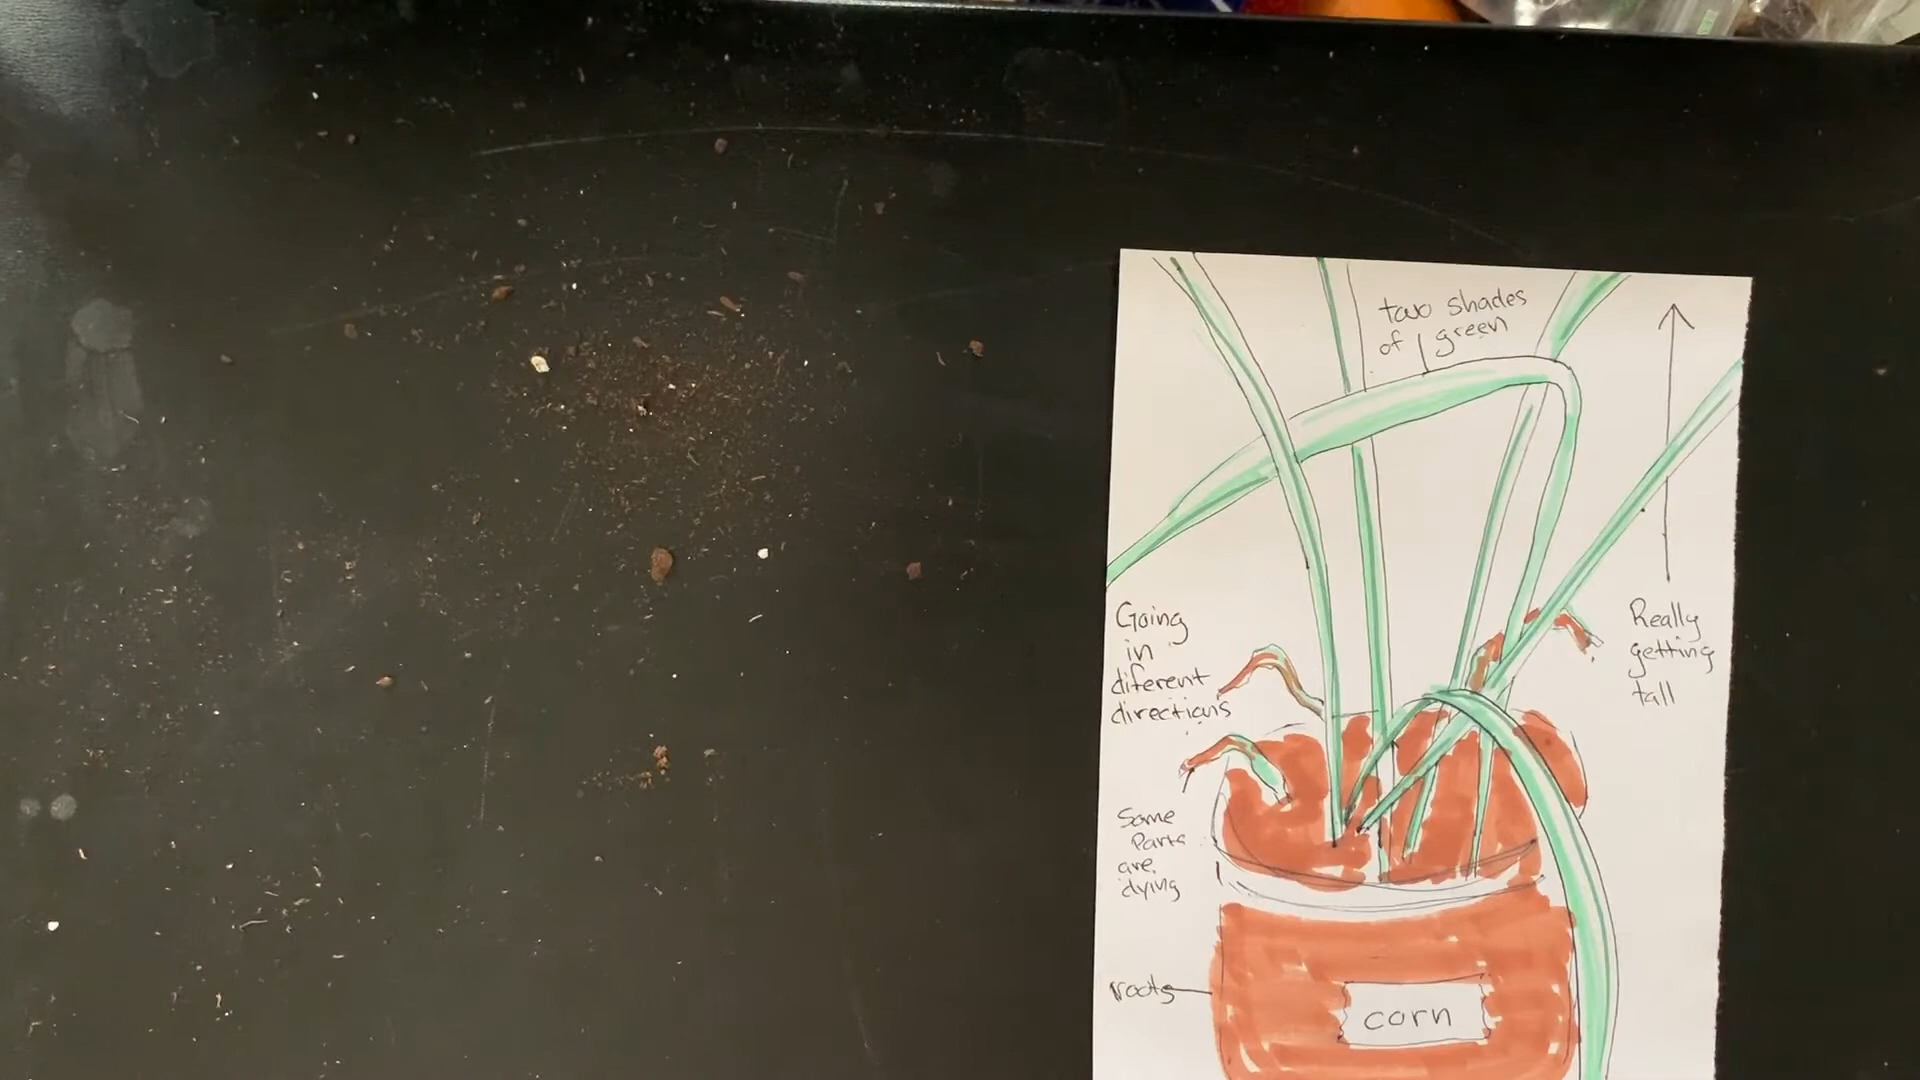 two shades
of green
Going
in
diferent
directions
Really
getting
tall
Some
Parts
are
dying
roots
corn